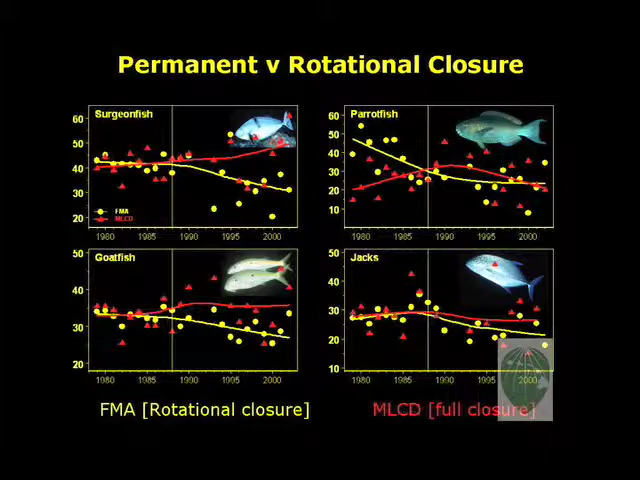 Permanent v Rotational Closure
Surgeonfish
60
50
40
30
20
FMA
MLCD
1980 1985 1990 1995 2000
Parrotfish
60
50
40
30
20
10
1980 1985 1990 1995 2000
Goatfish
50
40
30
20
1980 1985 1990 1995 2000
Jacks
50
40
30
20
10
1980 1985 1990 1995 2000
FMA [Rotational closure]
MLCD [full closure]